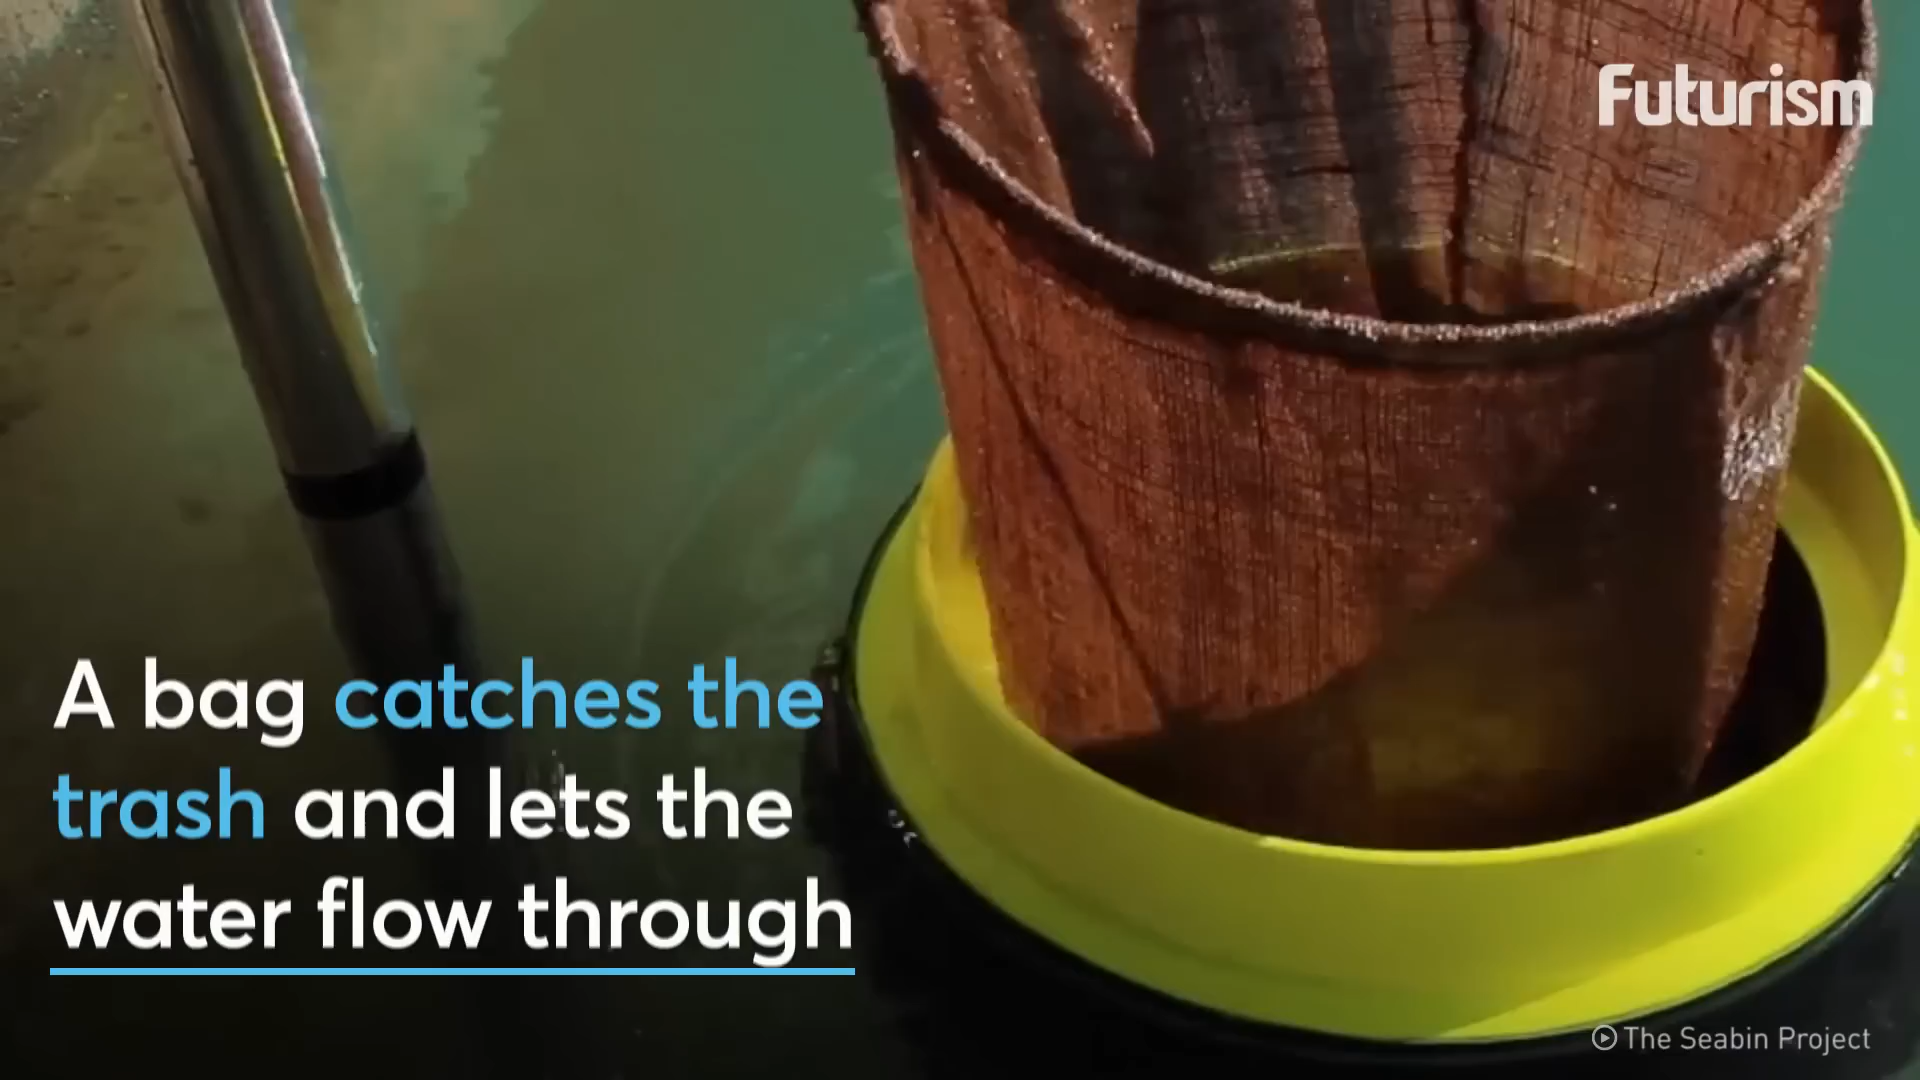 Futurism
A bag catches the
trash and lets the
water flow through
The Seabin Project